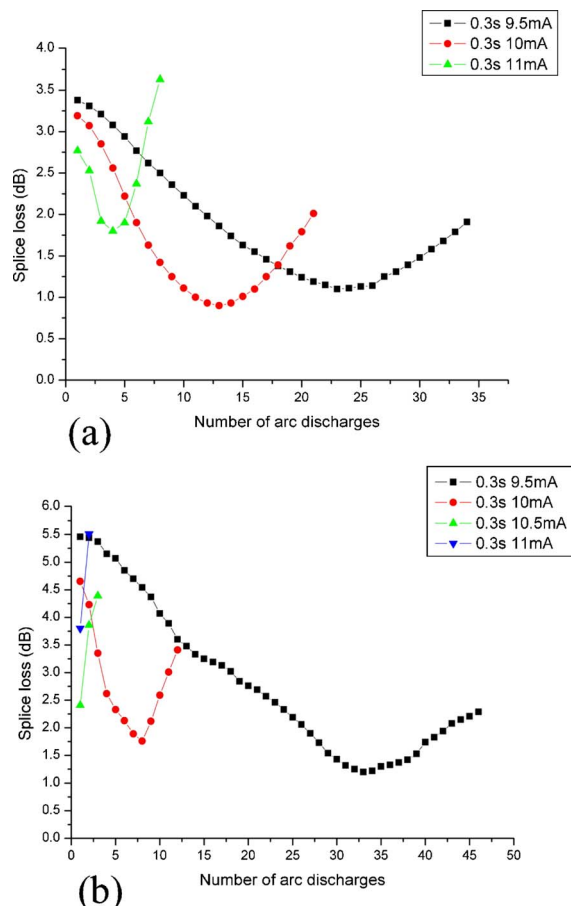 0.3s 9.5mA
0.3s 10mA
0.3s 11mA
4.0
3.5
3.0
2.5
2.0
1.5
1.0
0.5
0.0
Splice loss (dB)
0 5 10 15 20 25 30 35
Number of arc discharges
(a)
0.3s 9.5mA
0.3s 10mA
0.3s 10.5mA
0.3s 11mA
6.0
5.5
5.0
4.5
4.0
3.5
3.0
2.5
2.0
1.5
1.0
0.5
0.0
Splice loss (dB)
0 5 10 15 20 25 30 35 40 45 50
Number of arc discharges
(b)